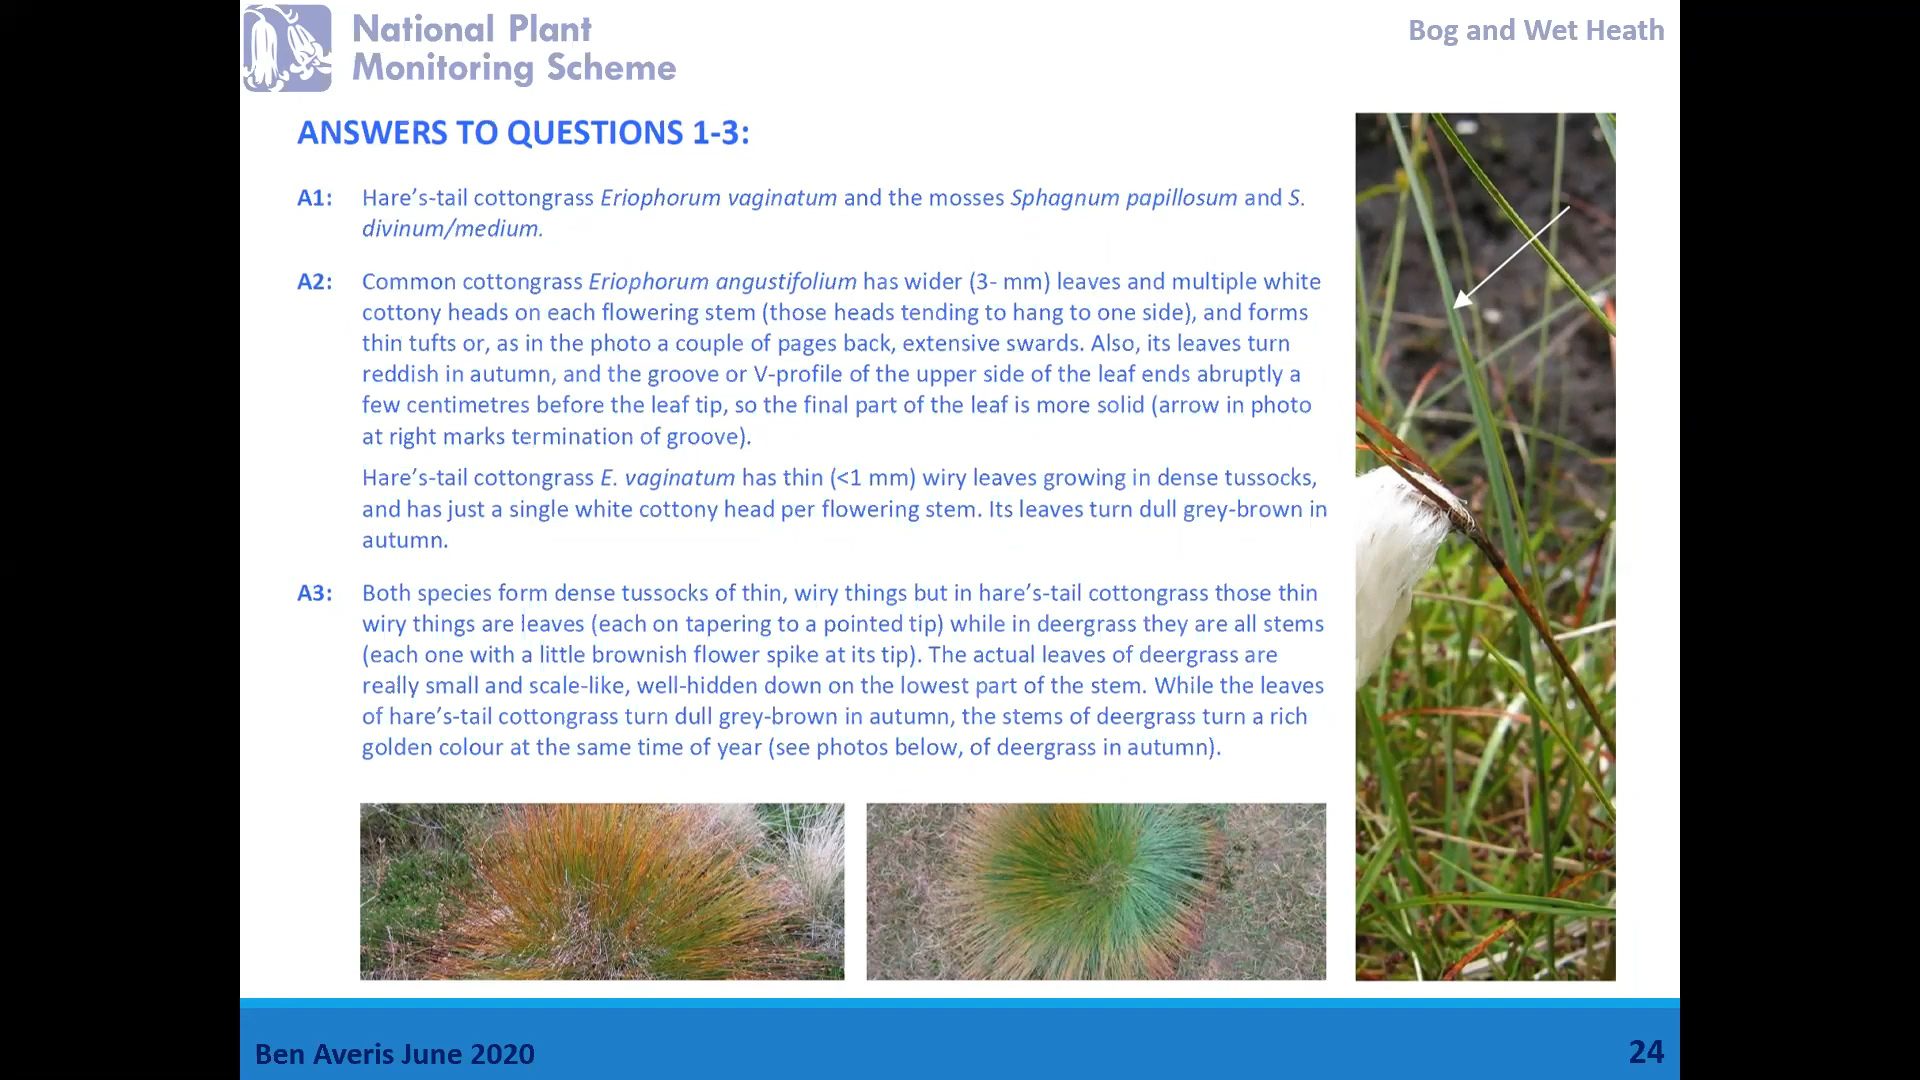 National Plant
Monitoring Scheme
Bog and Wet Heath
ANSWERS TO QUESTIONS 1-3:
A1: Hare's-tail cottongrass Eriophorum vaginatum and the mosses Sphagnum papillosum and S.
divinum/medium.
A2: Common cottongrass Eriophorum angustifolium has wider (3- mm) leaves and multiple white
cottony heads on each flowering stem (those heads tending to hang to one side), and forms
thin tufts or, as in the photo a couple of pages back, extensive swards. Also, its leaves turn
reddish in autumn, and the groove or V-profile of the upper side of the leaf ends abruptly a
few centimetres before the leaf tip, so the final part of the leaf is more solid (arrow in photo
at right marks termination of groove).
Hare's-tail cottongrass E. vaginatum has thin (<1 mm) wiry leaves growing in dense tussocks,
and has just a single white cottony head per flowering stem. Its leaves turn dull grey-brown in
autumn.
A3: Both species form dense tussocks of thin, wiry things but in hare's-tail cottongrass those thin
wiry things are leaves (each on tapering to a pointed tip) while in deergrass they are all stems
(each one with a little brownish flower spike at its tip). The actual leaves of deergrass are
really small and scale-like, well-hidden down on the lowest part of the stem. While the leaves
of hare's-tail cottongrass turn dull grey-brown in autumn, the stems of deergrass turn a rich
golden colour at the same time of year (see photos below, of deergrass in autumn).
Ben Averis June 2020
24